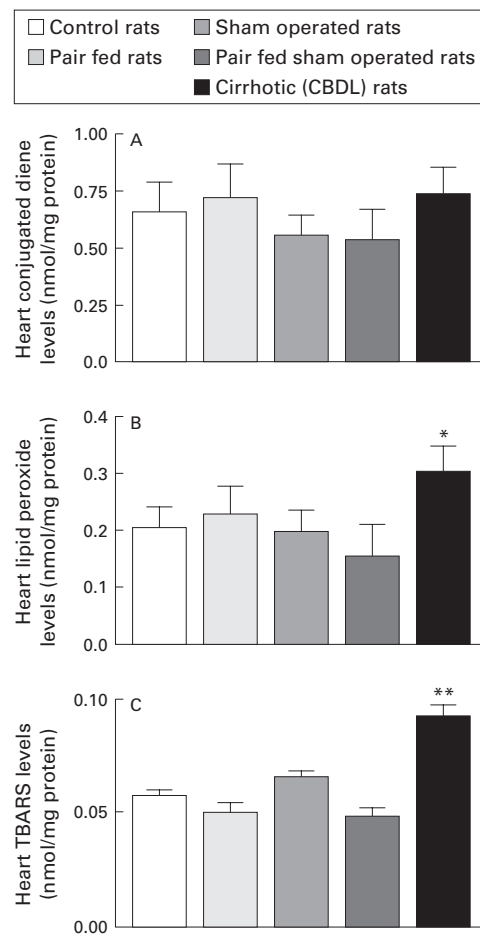 Control rats
Sham operated rats
Pair fed rats
Pair fed sham operated rats
Cirrhotic (CBDL) rats
A
1.00
0.75
0.50
0.25
0.0
Heart conjugated diene
levels (nmol/mg protein)
B
0.4
0.3
0.2
0.1
0.0
*
Heart lipid peroxide
levels (nmol/mg protein)
C
0.10
0.05
0.00
**
Heart TBARS levels
(nmol/mg protein)